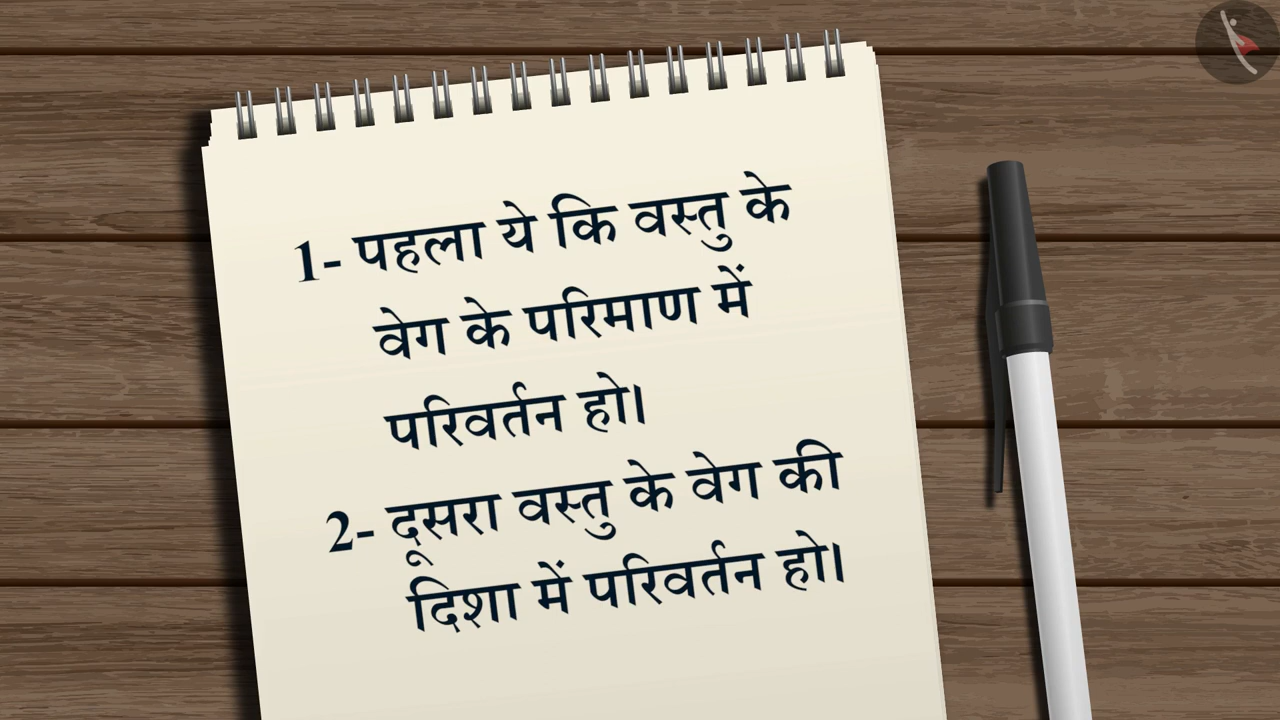 1- पहला ये कि वस्तु के
वेग के परिमाण में
परिवर्तन हो।
2- दूसरा वस्तु के वेग की
दिशा में परिवर्तन हो।